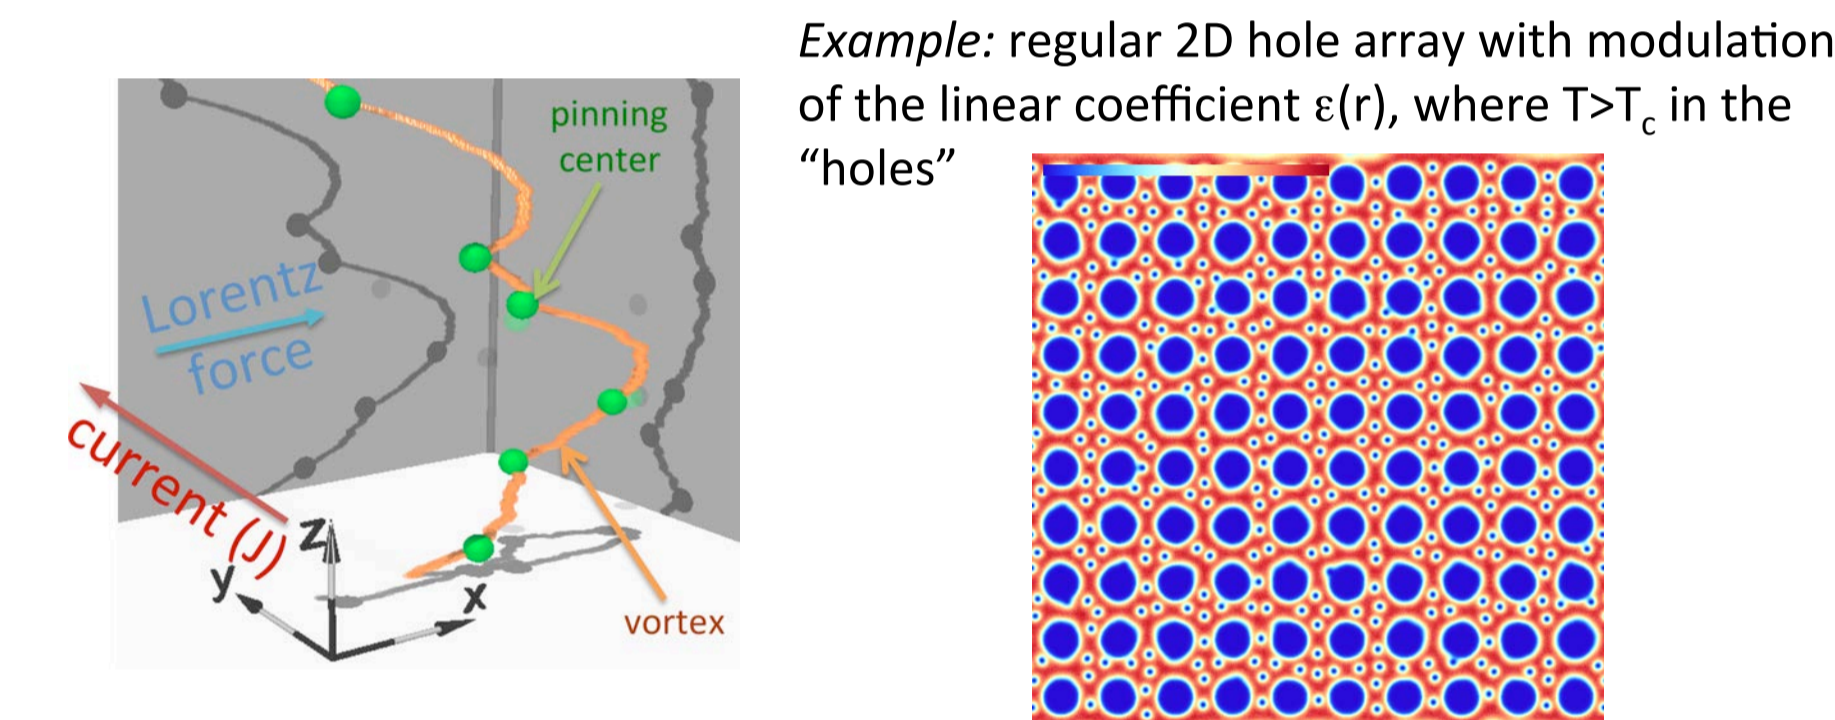 Example: regular 2D hole array with modulation
of the linear coefficient ε(r), where T>Tc in the
“holes”
pinning
center
Lorentz
force
current (J)
z
y
x
vortex